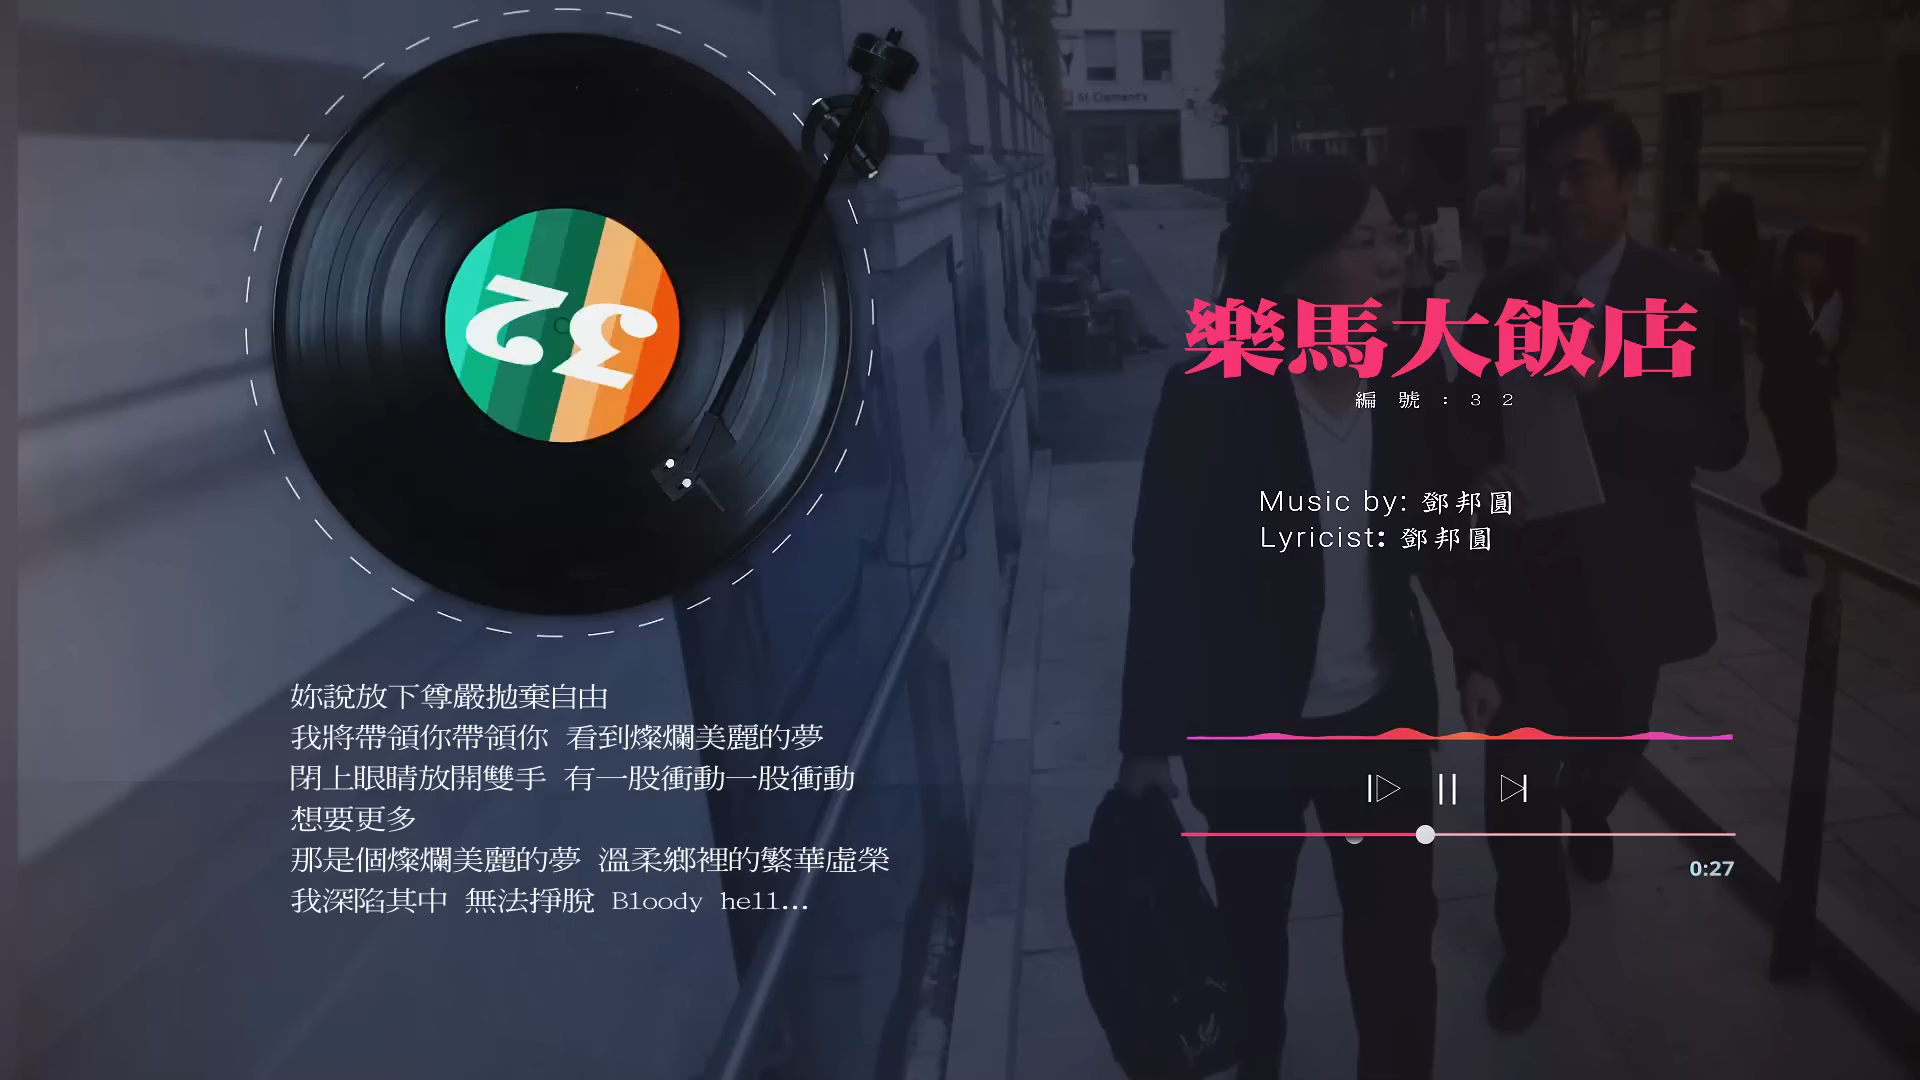 32
St Clement's
樂馬大飯店
編號:32
Music by: 鄧邦圓
Lyricist: 鄧邦圓
妳說放下尊嚴拋棄自由
我將帶領你帶領你 看到燦爛美麗的夢
閉上眼睛放開雙手 有一股衝動一股衝動
想要更多
那是個燦爛美麗的夢 溫柔鄉裡的繁華虛榮
我深陷其中 無法掙脫 Bloody hell...
0:27